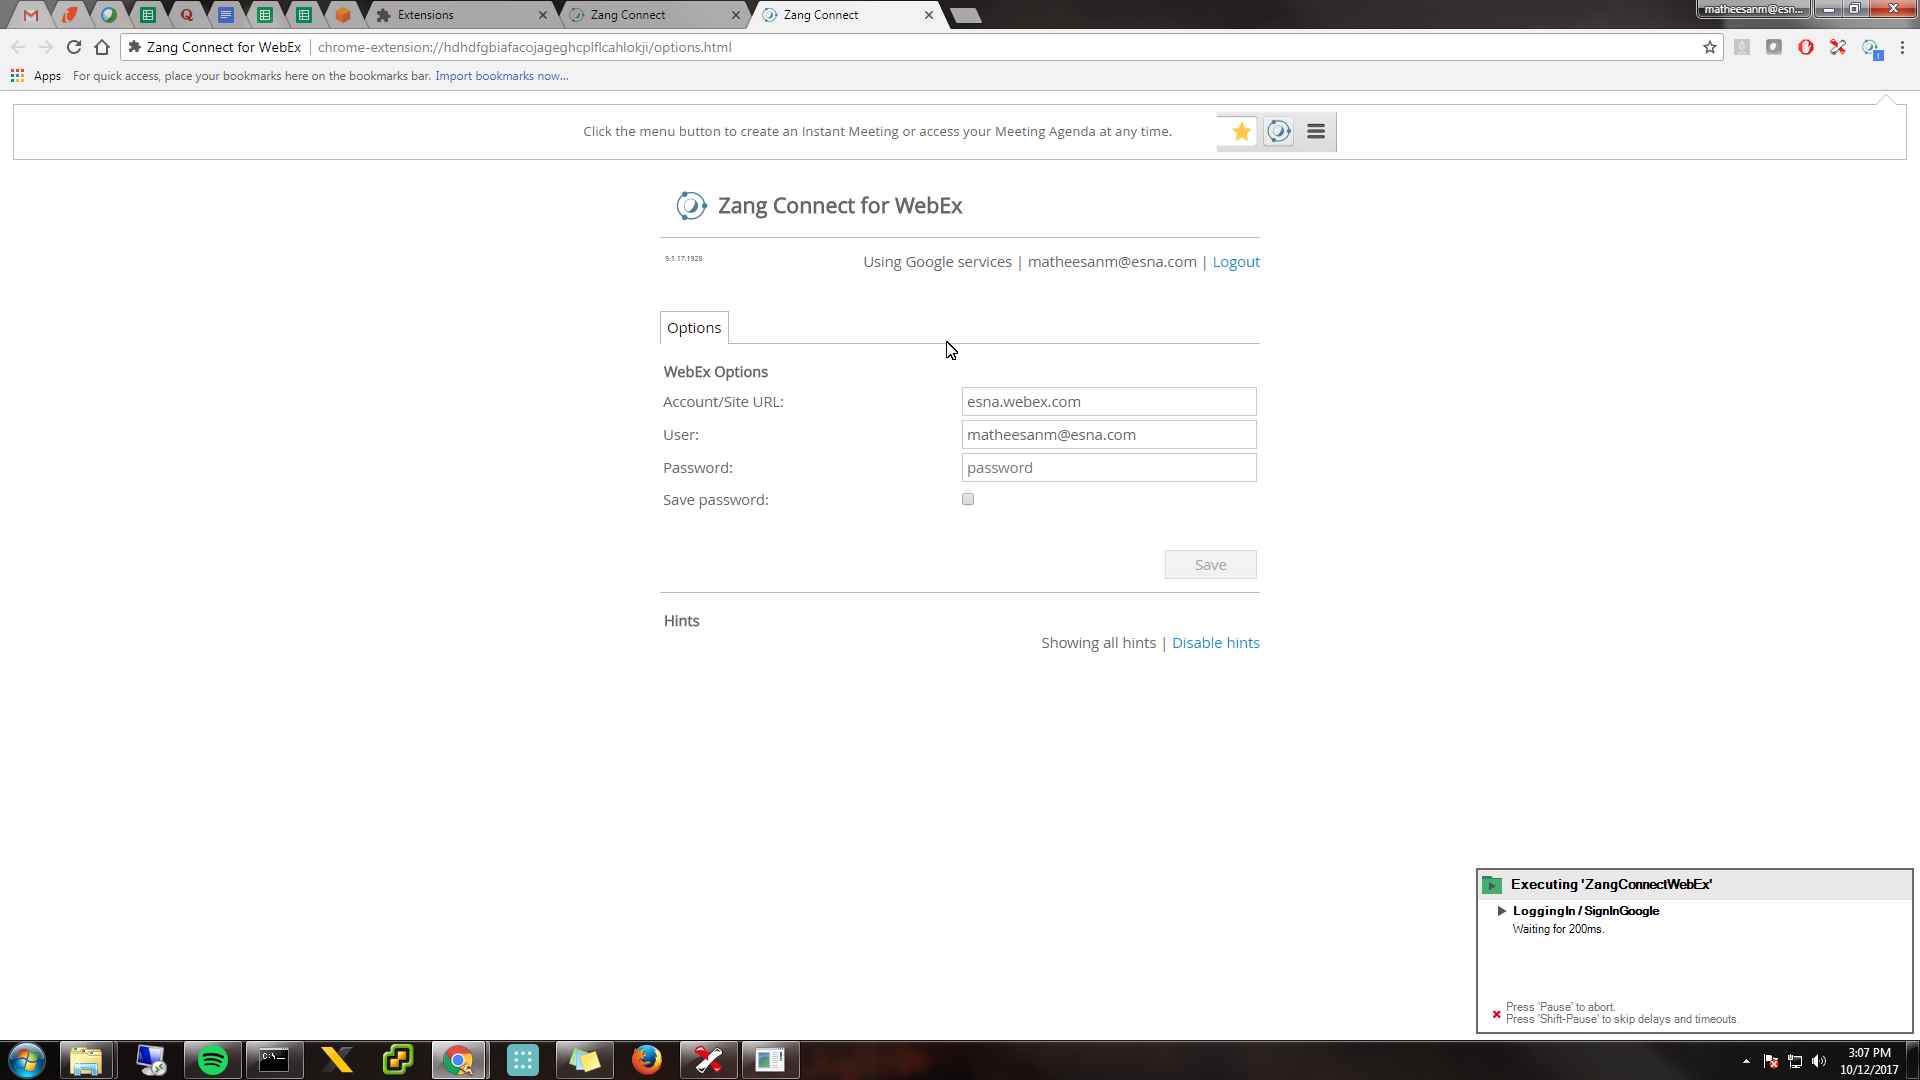 Extensions
Zang Connect
Zang Connect
matheesanm@esn...
Zang Connect for WebEx
chrome-extension://hdhdfgbiafacojageghcplflcahlokji/options.html
Apps
For quick access, place your bookmarks here on the bookmarks bar. Import bookmarks now...
Click the menu button to create an Instant Meeting or access your Meeting Agenda at any time.
Zang Connect for WebEx
9.1.17.1928
Using Google services | matheesanm@esna.com | Logout
Options
WebEx Options
Account/Site URL:
esna.webex.com
User:
matheesanm@esna.com
Password:
password
Save password:
Save
Hints
Showing all hints | Disable hints
Executing 'ZangConnectWebEx'
LoggingIn / SignInGoogle
Waiting for 200ms.
Press 'Pause' to abort.
Press 'Shift-Pause' to skip delays and timeouts.
3:07 PM
10/12/2017